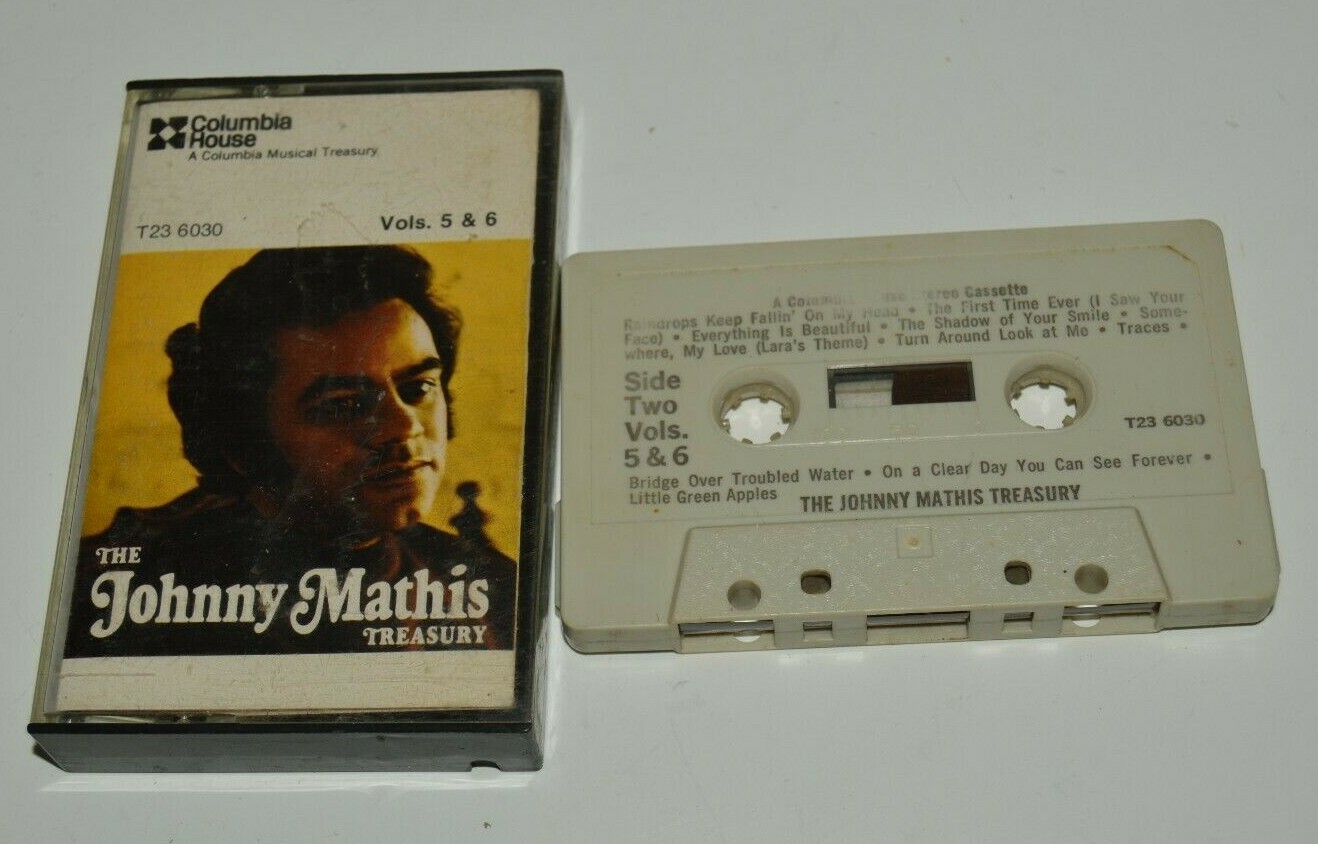 Columbia
House
A Columbia Musical Treasury
T23 6030
Vols. 5 & 6
THE
Johnny Mathis
TREASURY
A Stereo Cassette
Raindrops Keep Fallin' On My Head • The First Time Ever (I Saw Your
Face) • Everything Is Beautiful • The Shadow of Your Smile • Some-
where, My Love (Lara's Theme) • Turn Around Look at Me • Traces •
Side
Two
Vols.
5 & 6
T23 6030
Bridge Over Troubled Water • On a Clear Day You Can See Forever •
Little Green Apples
THE JOHNNY MATHIS TREASURY